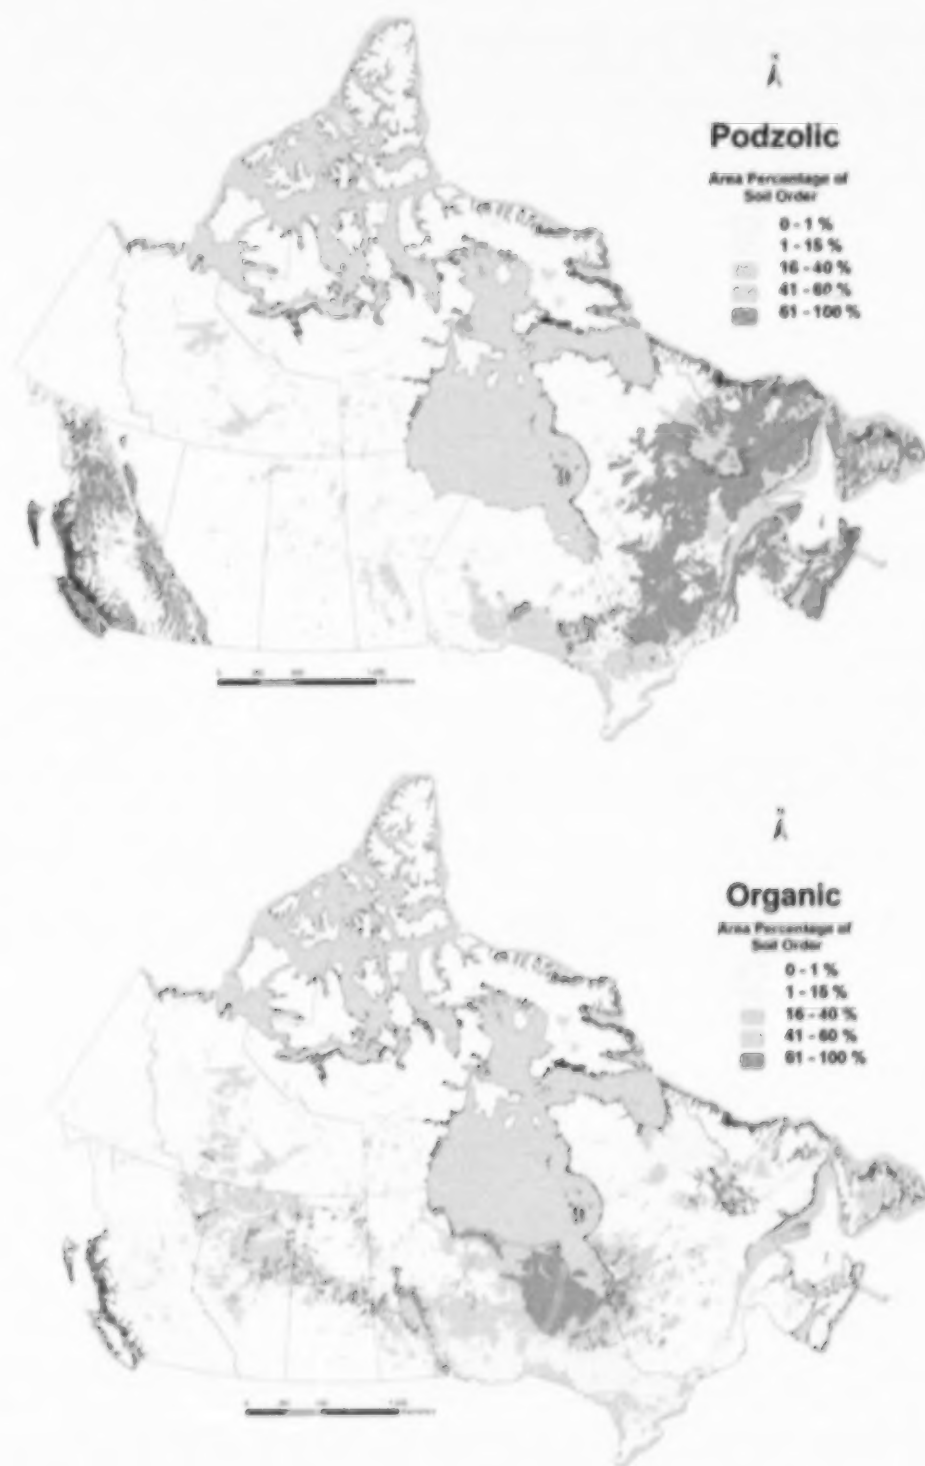 Podzolic
Area Percentage of
Soil Order
0 - 1 %
1 - 15 %
16 - 40 %
41 - 60 %
61 - 100 %
Organic
Area Percentage of
Soil Order
0 - 1 %
1 - 15 %
16 - 40 %
41 - 60 %
61 - 100 %